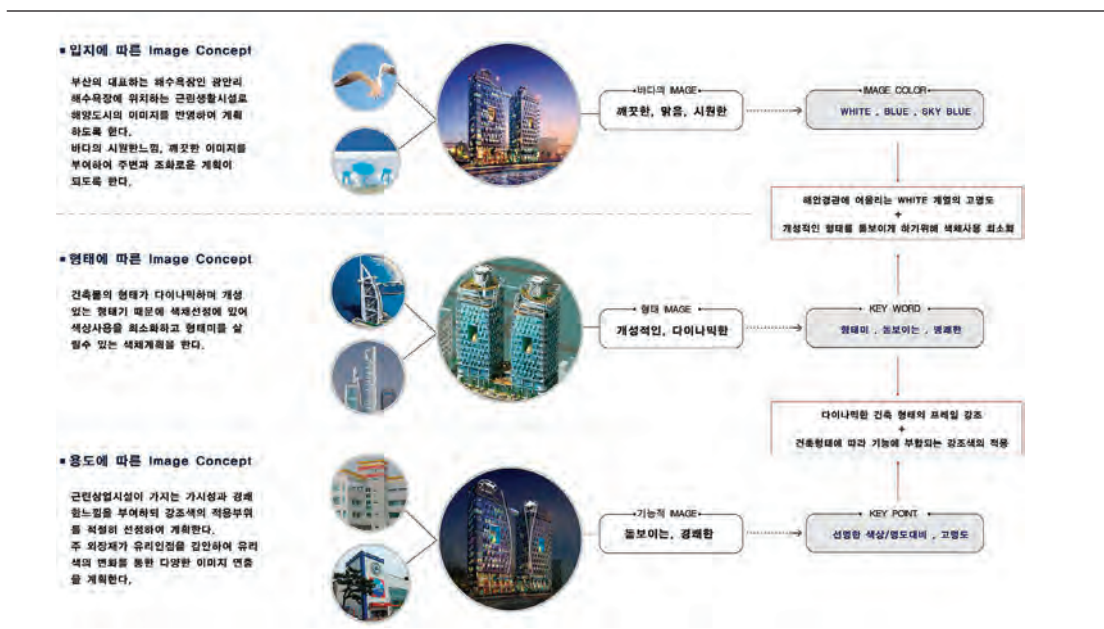 ▪ 입지에 따른 Image Concept
부산의 대표하는 해수욕장인 광안리
해수욕장에 위치하는 근린생활시설로
해양도시의 이미지를 반영하여 계획
하도록 한다.
바다의 시원한느낌, 깨끗한 이미지를
부여하여 주변과 조화로운 계획이
되도록 한다.
바다의 IMAGE
깨끗한, 맑음, 시원한
IMAGE COLOR
WHITE , BLUE , SKY BLUE
해안경관에 어울리는 WHITE 계열의 고명도
+
개성적인 형태를 돋보이게 하기위해 색채사용 최소화
▪ 형태에 따른 Image Concept
건축물의 형태가 다이나믹하며 개성
있는 형태기 때문에 색채선정에 있어
색상사용을 최소화하고 형태미를 살
릴수 있는 색채계획을 한다.
형태 IMAGE
개성적인, 다이나믹한
KEY WORD
형태미 , 돋보이는 , 명쾌한
다이나믹한 건축 형태의 프레임 강조
+
건축형태에 따라 기능에 부합되는 강조색의 적용
▪ 용도에 따른 Image Concept
근린상업시설이 가지는 가시성과 경쾌
한느낌을 부여하되 강조색의 적용부위
를 적절히 선정하여 계획한다.
주 외장재가 유리인점을 감안하여 유리
색의 변화을 통한 다양한 이미지 연출
을 계획한다.
기능적 IMAGE
돋보이는, 경쾌한
KEY POINT
선명한 색상/명도대비 , 고명도